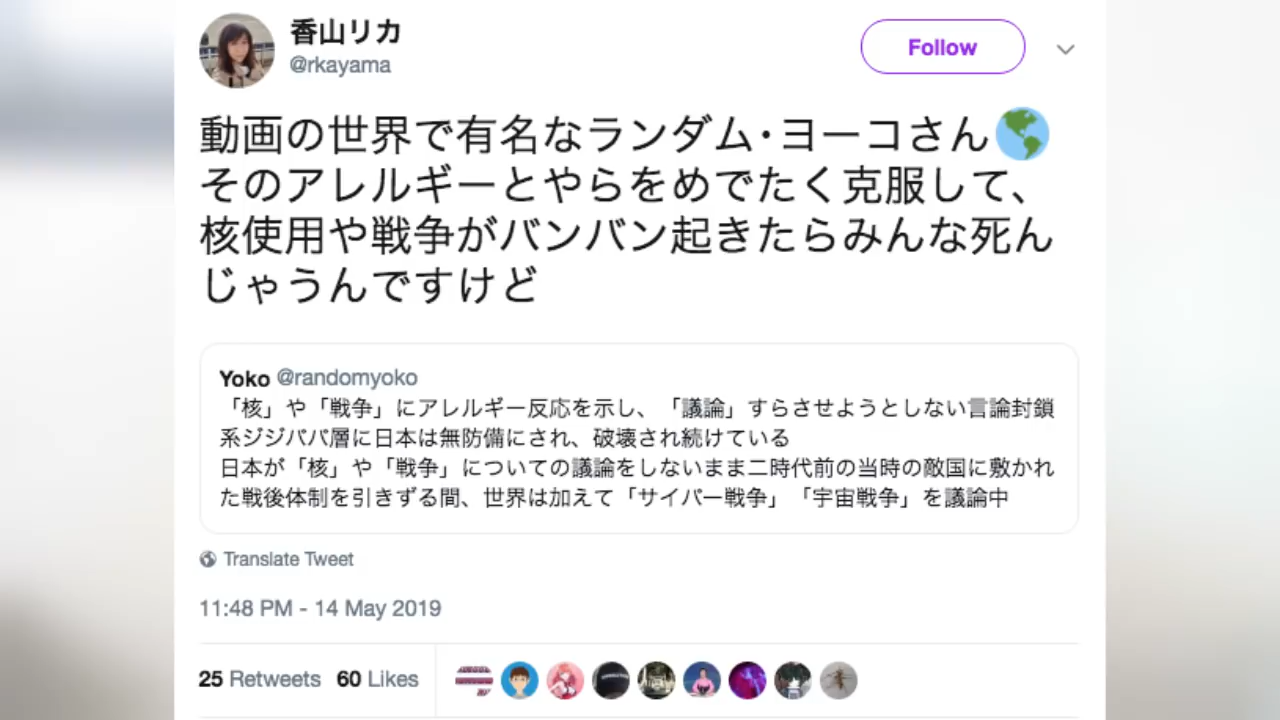 香山リカ
@rkayama
Follow
動画の世界で有名なランダム・ヨーコさん🌎
そのアレルギーとやらをめでたく克服して、
核使用や戦争がバンバン起きたらみんな死ん
じゃうんですけど
Yoko @randomyoko
「核」や「戦争」にアレルギー反応を示し、「議論」すらさせようとしない言論封鎖
系ジジババ層に日本は無防備にされ、破壊され続けている
日本が「核」や「戦争」についての議論をしないまま二時代前の当時の敵国に敷かれ
た戦後体制を引きずる間、世界は加えて「サイバー戦争」「宇宙戦争」を議論中
Translate Tweet
11:48 PM - 14 May 2019
25 Retweets 60 Likes